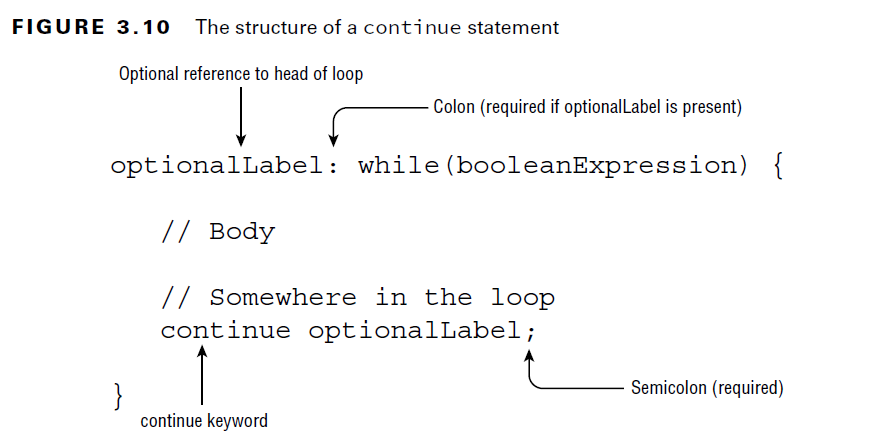 FIGURE 3.10 The structure of a continue statement
Optional reference to head of loop
Colon (required if optionalLabel is present)
optionalLabel: while(booleanExpression) {
// Body
// Somewhere in the loop
continue optionalLabel;
Semicolon (required)
}
continue keyword